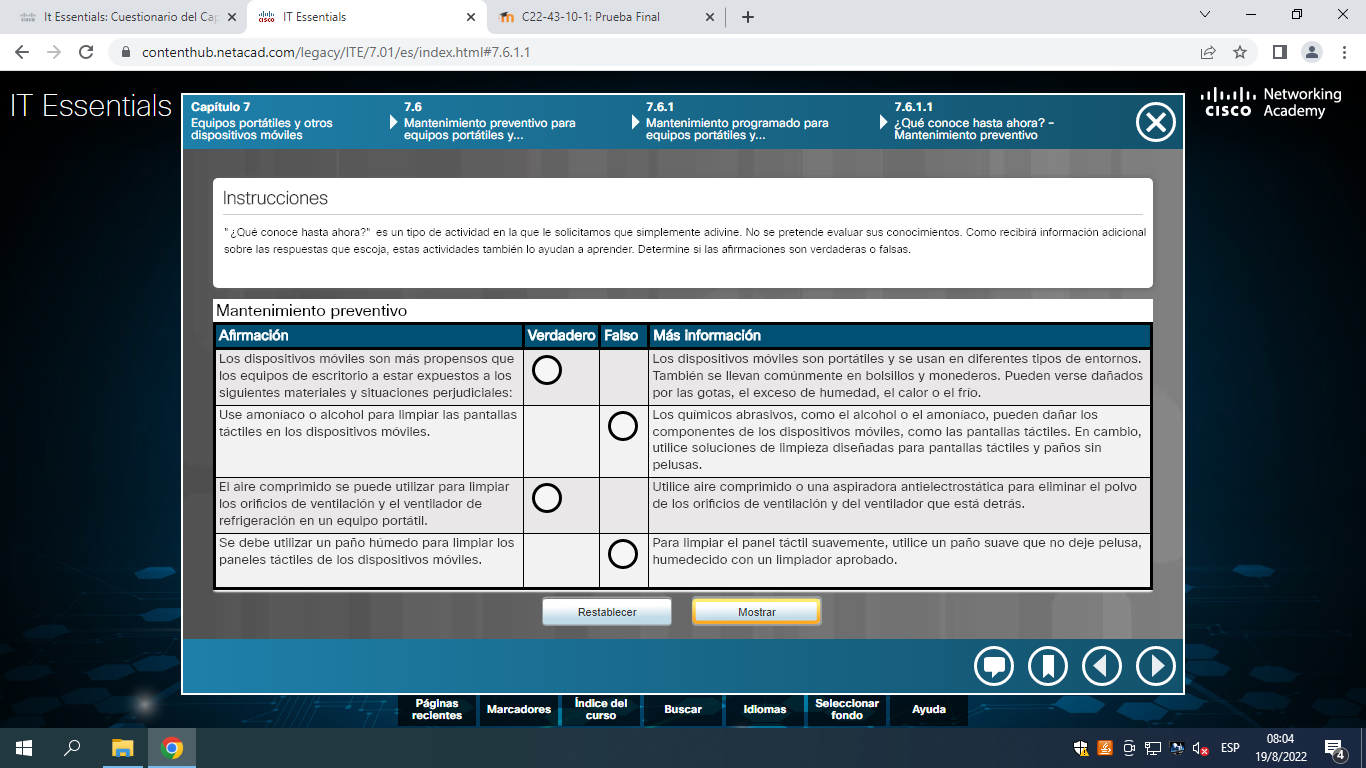 It Essentials: Cuestionario del Cap
IT Essentials
C22-43-10-1: Prueba Final
contenthub.netacad.com/legacy/ITE/7.01/es/index.html#7.6.1.1
IT Essentials
Capítulo 7
Equipos portátiles y otros
dispositivos móviles
7.6
Mantenimiento preventivo para
equipos portátiles y...
7.6.1
Mantenimiento programado para
equipos portátiles y...
7.6.1.1
¿Qué conoce hasta ahora? –
Mantenimiento preventivo
CISCO
Networking
Academy
Instrucciones
"¿Qué conoce hasta ahora?" es un tipo de actividad en la que le solicitamos que simplemente adivine. No se pretende evaluar sus conocimientos. Como recibirá información adicional
sobre las respuestas que escoja, estas actividades también lo ayudan a aprender. Determine si las afirmaciones son verdaderas o falsas.
Mantenimiento preventivo
Afirmación Verdadero Falso Más información
Los dispositivos móviles son más propensos que
los equipos de escritorio a estar expuestos a los
siguientes materiales y situaciones perjudiciales:
Los dispositivos móviles son portátiles y se usan en diferentes tipos de entornos.
También se llevan comúnmente en bolsillos y monederos. Pueden verse dañados
por las gotas, el exceso de humedad, el calor o el frío.
Use amoníaco o alcohol para limpiar las pantallas
táctiles en los dispositivos móviles.
Los químicos abrasivos, como el alcohol o el amoníaco, pueden dañar los
componentes de los dispositivos móviles, como las pantallas táctiles. En cambio,
utilice soluciones de limpieza diseñadas para pantallas táctiles y paños sin
pelusas.
El aire comprimido se puede utilizar para limpiar
los orificios de ventilación y el ventilador de
refrigeración en un equipo portátil.
Utilice aire comprimido o una aspiradora antielectrostática para eliminar el polvo
de los orificios de ventilación y del ventilador que está detrás.
Se debe utilizar un paño húmedo para limpiar los
paneles táctiles de los dispositivos móviles.
Para limpiar el panel táctil suavemente, utilice un paño suave que no deje pelusa,
humedecido con un limpiador aprobado.
Restablecer
Mostrar
Páginas
recientes
Marcadores
Índice del
curso
Buscar
Idiomas
Seleccionar
fondo
Ayuda
ESP
08:04
19/8/2022
4